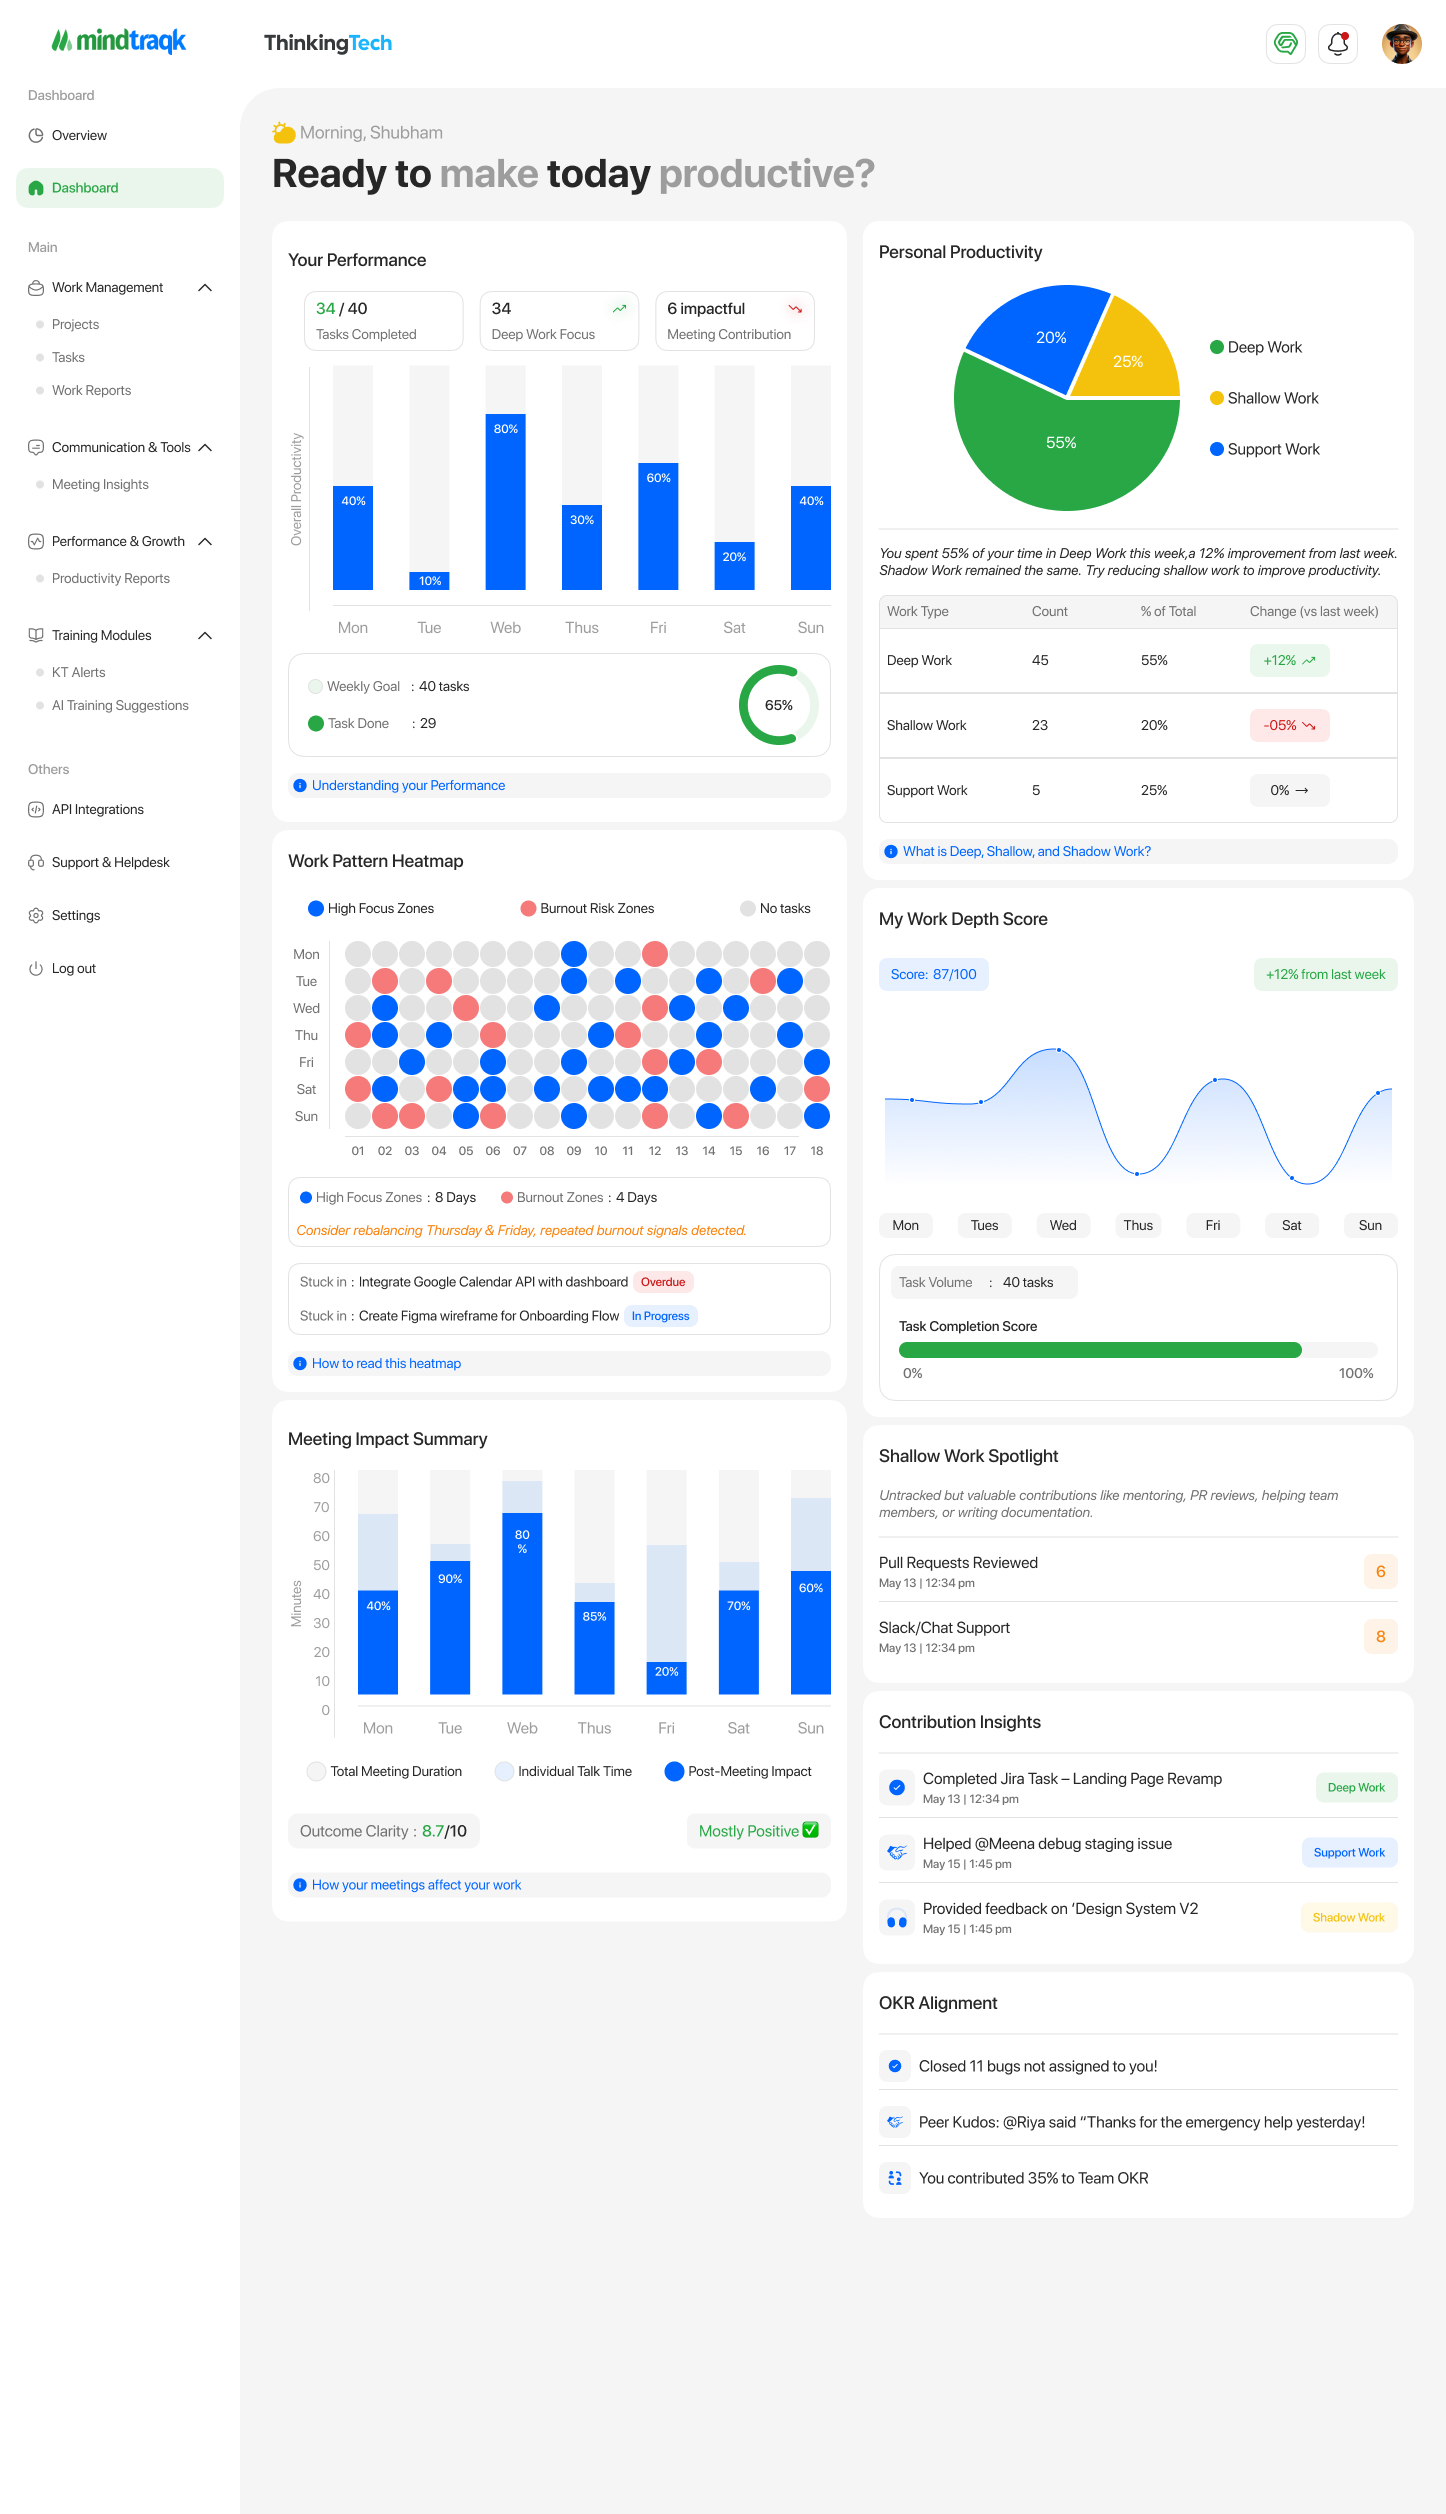 mindtraqk
ThinkingTech
Dashboard
Overview
Dashboard
Main
Work Management
Projects
Tasks
Work Reports
Communication & Tools
Meeting Insights
Performance & Growth
Productivity Reports
Training Modules
KT Alerts
AI Training Suggestions
Others
API Integrations
Support & Helpdesk
Settings
Log out
Morning, Shubham
Ready to make today productive?
Your Performance
34 / 40
Tasks Completed
34
Deep Work Focus
6 impactful
Meeting Contribution
Overall Productivity
40%
10%
80%
30%
60%
20%
40%
Mon Tue Web Thus Fri Sat Sun
Weekly Goal : 40 tasks
Task Done : 29
65%
Understanding your Performance
Work Pattern Heatmap
High Focus Zones
Burnout Risk Zones
No tasks
Mon
Tue
Wed
Thu
Fri
Sat
Sun
01 02 03 04 05 06 07 08 09 10 11 12 13 14 15 16 17 18
High Focus Zones : 8 Days
Burnout Zones : 4 Days
Consider rebalancing Thursday & Friday, repeated burnout signals detected.
Stuck in : Integrate Google Calendar API with dashboard Overdue
Stuck in : Create Figma wireframe for Onboarding Flow In Progress
How to read this heatmap
Meeting Impact Summary
Minutes
80
70
60
50
40
30
20
10
0
40%
90%
80
%
85%
20%
70%
60%
Mon Tue Web Thus Fri Sat Sun
Total Meeting Duration
Individual Talk Time
Post-Meeting Impact
Outcome Clarity : 8.7/10
Mostly Positive ✅
How your meetings affect your work
Personal Productivity
20%
25%
55%
Deep Work
Shallow Work
Support Work
You spent 55% of your time in Deep Work this week,a 12% improvement from last week.
Shadow Work remained the same. Try reducing shallow work to improve productivity.
Work Type Count % of Total Change (vs last week)
Deep Work 45 55% +12%
Shallow Work 23 20% -05%
Support Work 5 25% 0% →
What is Deep, Shallow, and Shadow Work?
My Work Depth Score
Score: 87/100
+12% from last week
Mon Tues Wed Thus Fri Sat Sun
Task Volume : 40 tasks
Task Completion Score
0% 100%
Shallow Work Spotlight
Untracked but valuable contributions like mentoring, PR reviews, helping team
members, or writing documentation.
Pull Requests Reviewed
May 13 | 12:34 pm
6
Slack/Chat Support
May 13 | 12:34 pm
8
Contribution Insights
Completed Jira Task – Landing Page Revamp
May 13 | 12:34 pm
Deep Work
Helped @Meena debug staging issue
May 15 | 1:45 pm
Support Work
Provided feedback on ‘Design System V2
May 15 | 1:45 pm
Shadow Work
OKR Alignment
Closed 11 bugs not assigned to you!
Peer Kudos: @Riya said “Thanks for the emergency help yesterday!
You contributed 35% to Team OKR